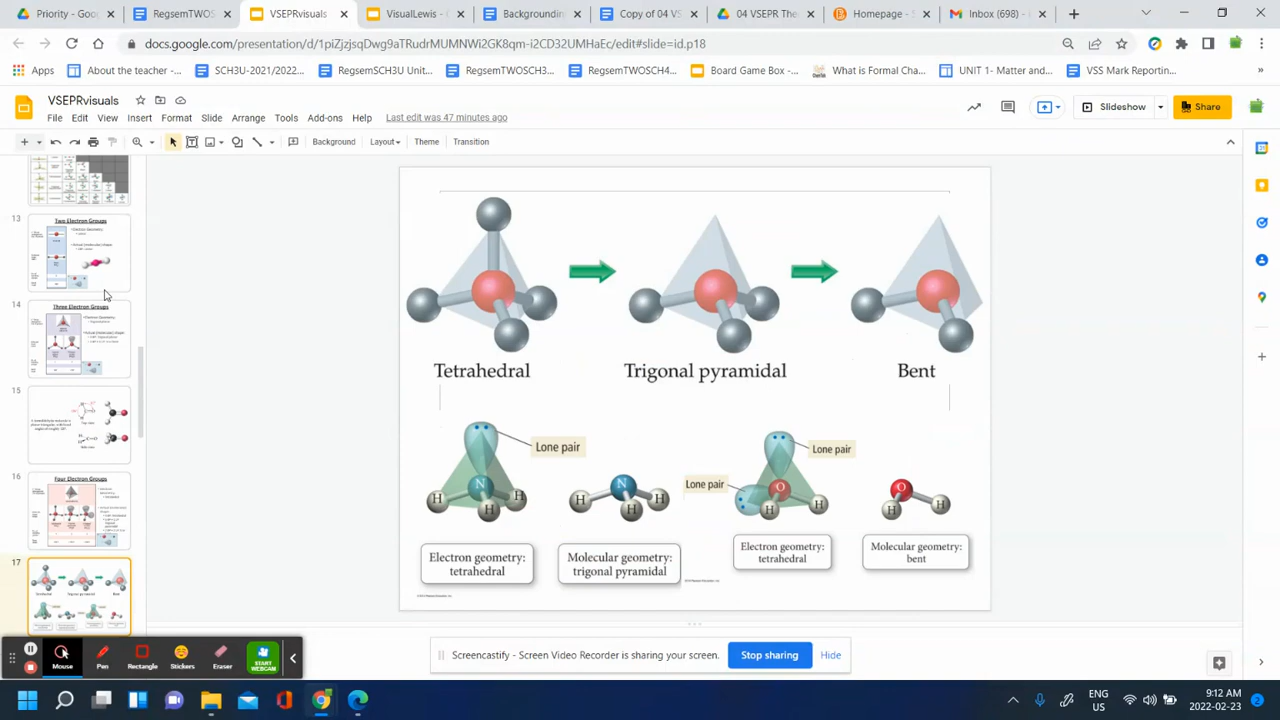 Priority - Gc
RegsemTWOS
VSEPRvisuals
VisualLewis - G
Backgrounding
Copy of 04 VS
04 VSEPR The
Homepage -
Inbox (698) -
docs.google.com/presentation/d/1piZjzjsqDwg9aTRudrMUMNWi2GK8qm-izCD32UMHaEc/edit#slide=id.p18
Apps
About the teacher -...
SCH3U-2021/2022...
RegsemSCH3U Unit...
RegsemTWOSCH3...
RegsemTWOSCH4...
Board Game Box -...
What is Formal Cha...
UNIT 1- Matter and...
VSS Mark Reportin...
»
VSEPRvisuals
File Edit View Insert Format Slide Arrange Tools Add-ons Help Last edit was 47 minutes ago
Slideshow
Share
Background Layout Theme Transition
13
Two Electron Groups
14
Three Electron Groups
15
16
Four Electron Groups
17
Tetrahedral
Trigonal pyramidal
Bent
Lone pair
Lone pair
Lone pair
N
H
H
H
N
H
H
H
O
H
H
O
H
H
Electron geometry:
tetrahedral
Molecular geometry:
trigonal pyramidal
Electron geometry:
tetrahedral
Molecular geometry:
bent
Mouse
Pen
Rectangle
Stickers
Eraser
START
WEBCAM
Screencastify - Screen Video Recorder is sharing your screen.
Stop sharing
Hide
ENG
US
9:12 AM
2022-02-23
2